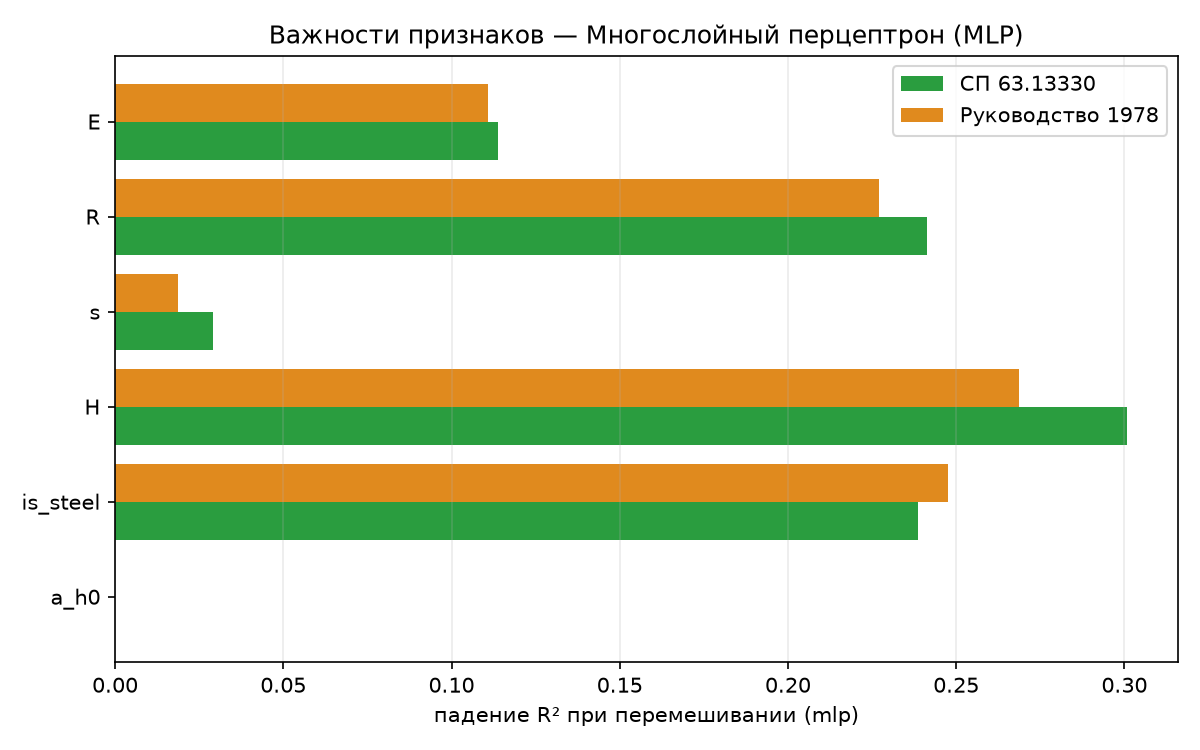 Важности признаков — Многослойный перцептрон (MLP)
СП 63.13330
Руководство 1978
E
R
s
H
is_steel
a_h0
0.00 0.05 0.10 0.15 0.20 0.25 0.30
падение R² при перемешивании (mlp)